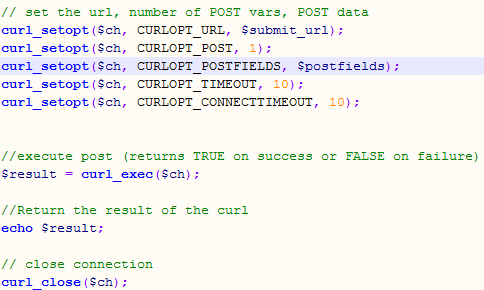 // set the url, number of POST vars, POST data
curl_setopt($ch, CURLOPT_URL, $submit_url);
curl_setopt($ch, CURLOPT_POST, 1);
curl_setopt($ch, CURLOPT_POSTFIELDS, $postfields);
curl_setopt($ch, CURLOPT_TIMEOUT, 10);
curl_setopt($ch, CURLOPT_CONNECTTIMEOUT, 10);
//execute post (returns TRUE on success or FALSE on failure)
$result = curl_exec($ch);
//Return the result of the curl
echo $result;
// close connection
curl_close($ch);